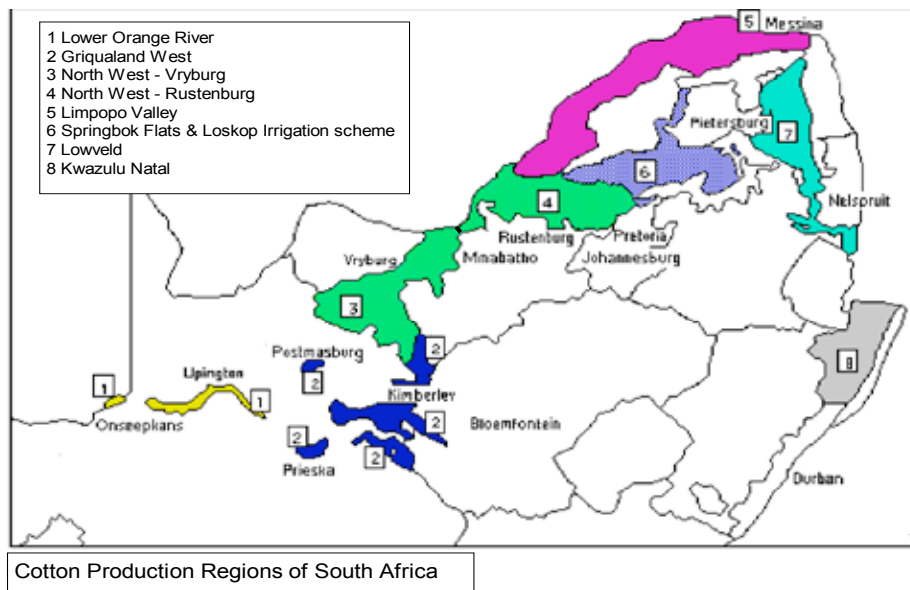 1 Lower Orange River
2 Griqualand West
3 North West - Vryburg
4 North West - Rustenburg
5 Limpopo Valley
6 Springbok Flats & Loskop Irrigation scheme
7 Lowveld
8 Kwazulu Natal
5 Messina
Pietersburg
7
6
4
Nelspruit
Rustenburg
Pretoria
Vryburg
Mmabatho
Johannesburg
3
Postmasburg
2
8
1
Upington
2
Kimberley
1
Onseepkans
2
Bloemfontein
2
2
Prieska
Durban
Cotton Production Regions of South Africa